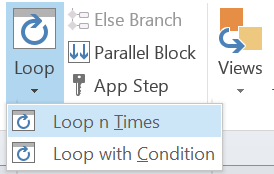 Loop
Else Branch
Parallel Block
App Step
Views
Loop n Times
Loop with Condition